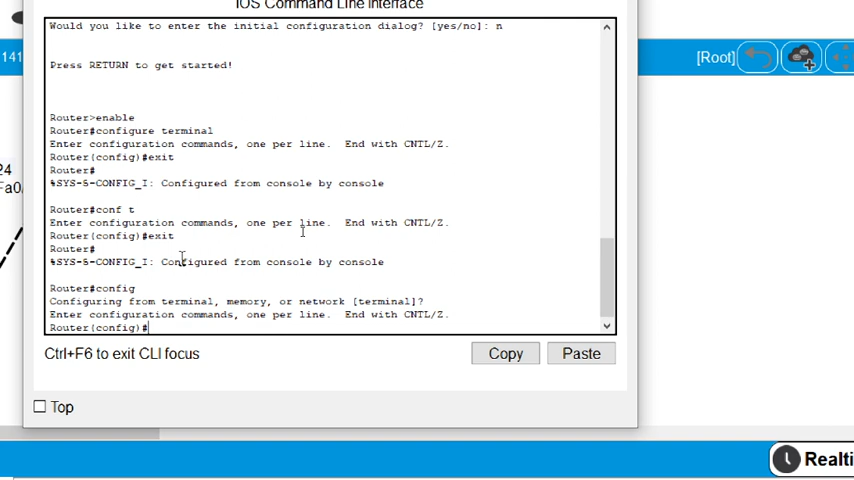 IOS Command Line Interface
Would you like to enter the initial configuration dialog? [yes/no]: n
141
[Root]
Press RETURN to get started!
Router>enable
Router#configure terminal
Enter configuration commands, one per line.  End with CNTL/Z.
Router(config)#exit
24
Router#
Fa0/
%SYS-5-CONFIG_I: Configured from console by console
Router#conf t
Enter configuration commands, one per line.  End with CNTL/Z.
Router(config)#exit
Router#
%SYS-5-CONFIG_I: Configured from console by console
Router#config
Configuring from terminal, memory, or network [terminal]?
Enter configuration commands, one per line.  End with CNTL/Z.
Router(config)#
Ctrl+F6 to exit CLI focus
Copy
Paste
Top
Realti